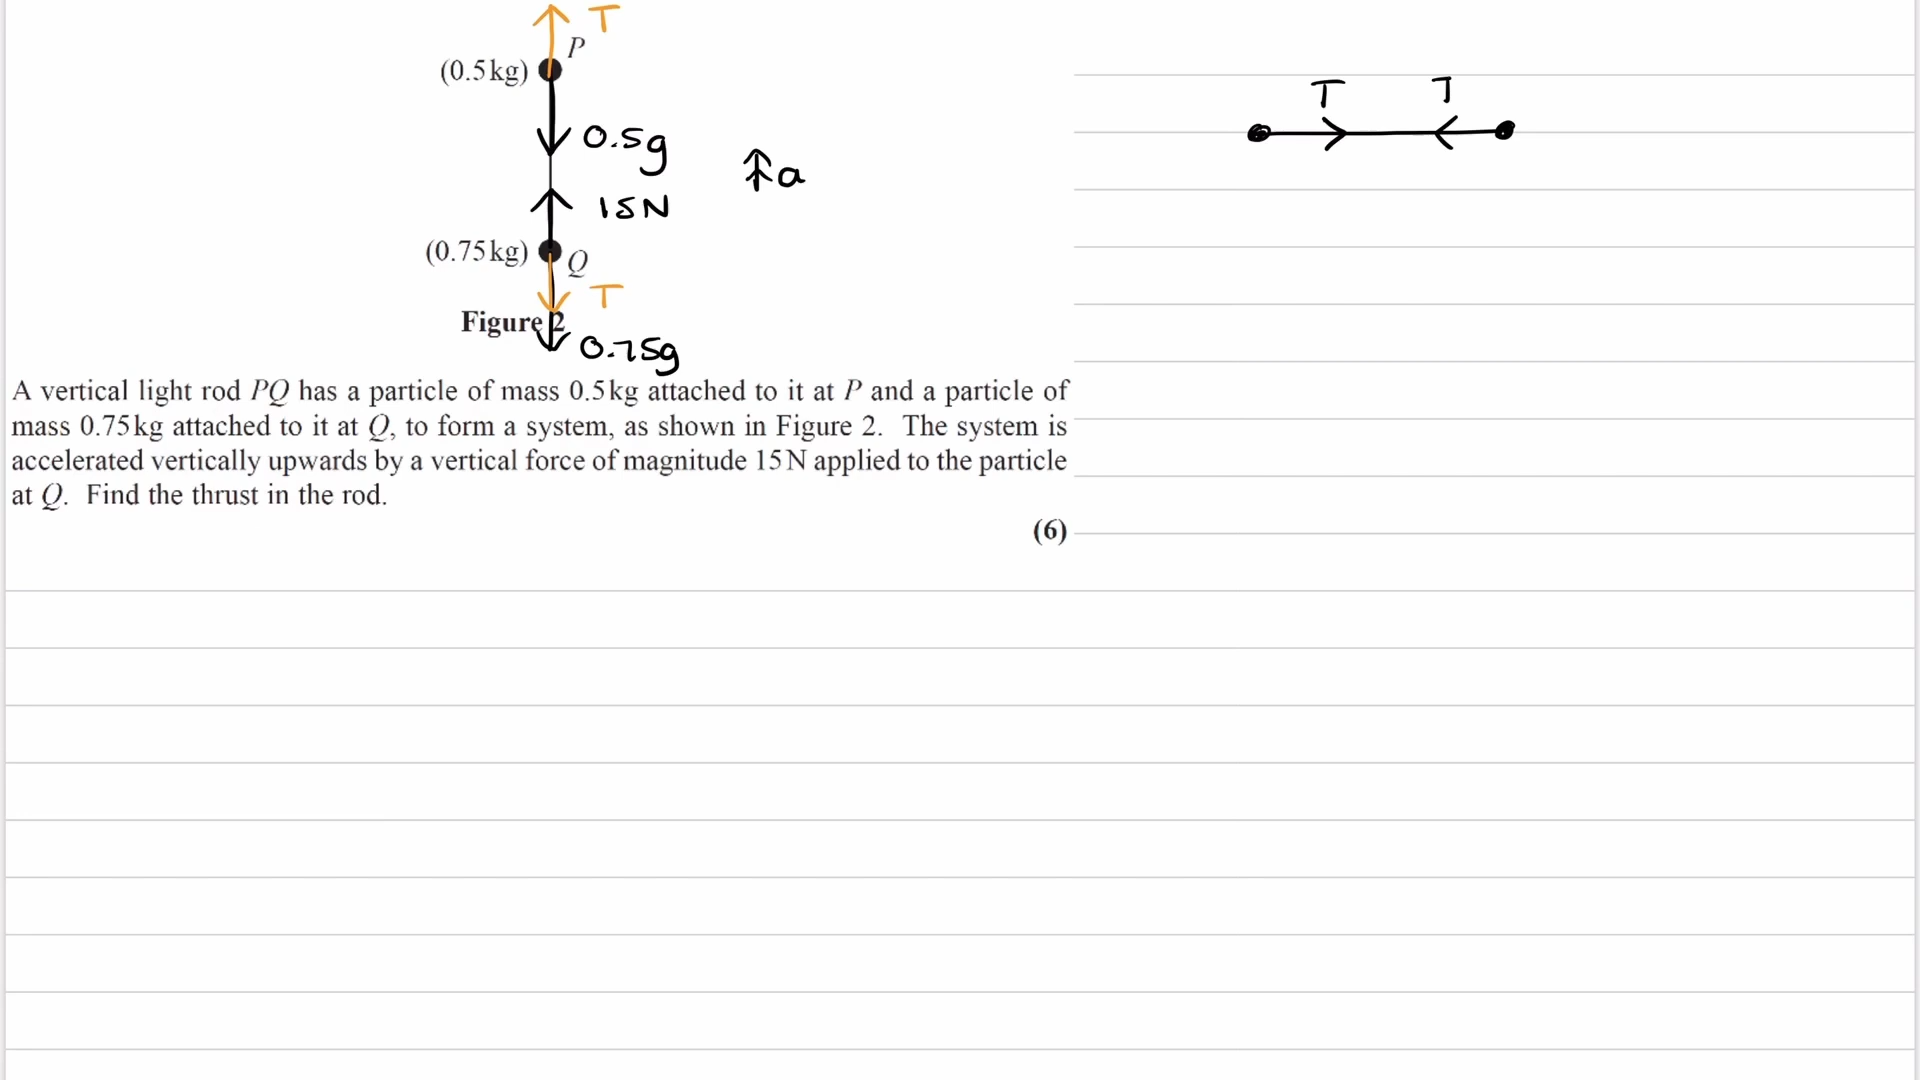 T
P
(0.5 kg)
T T
0.5g
a
15N
(0.75 kg)
Q
T
Figure 2
0.75g
A vertical light rod PQ has a particle of mass 0.5 kg attached to it at P and a particle of
mass 0.75 kg attached to it at Q, to form a system, as shown in Figure 2. The system is
accelerated vertically upwards by a vertical force of magnitude 15 N applied to the particle
at Q. Find the thrust in the rod.
(6)